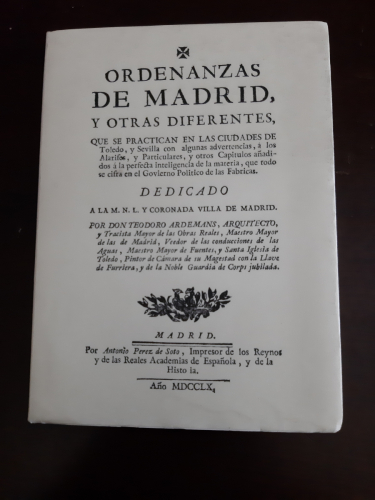 ORDENANZAS
DE MADRID,
Y OTRAS DIFERENTES,
QUE SE PRACTICAN EN LAS CIUDADES DE
Toledo, y Sevilla con algunas advertencias, à los
Alarifes, y Particulares, y otros Capitulos añadi-
dos à la perfecta inteligencia de la materia, que todo
se cifra en el Govierno Politico de las Fabricas.
DEDICADO
A LA M. N. L. Y CORONADA VILLA DE MADRID.
POR DON TEODORO ARDEMANS, ARQUITECTO,
y Tracista Mayor de las Obras Reales, Maestro Mayor
de las de Madrid, Veedor de las conducciones de las
Aguas, Maestro Mayor de Fuentes, y Santa Iglesia de
Toledo, Pintor de Cámara de su Magestad con la Llave
de Furriera, y de la Noble Guardia de Corps jubilada.
MADRID.
Por Antonio Perez de Soto, Impresor de los Reynos
y de las Reales Academias de Española, y de la
Historia.
Año MDCCLX.